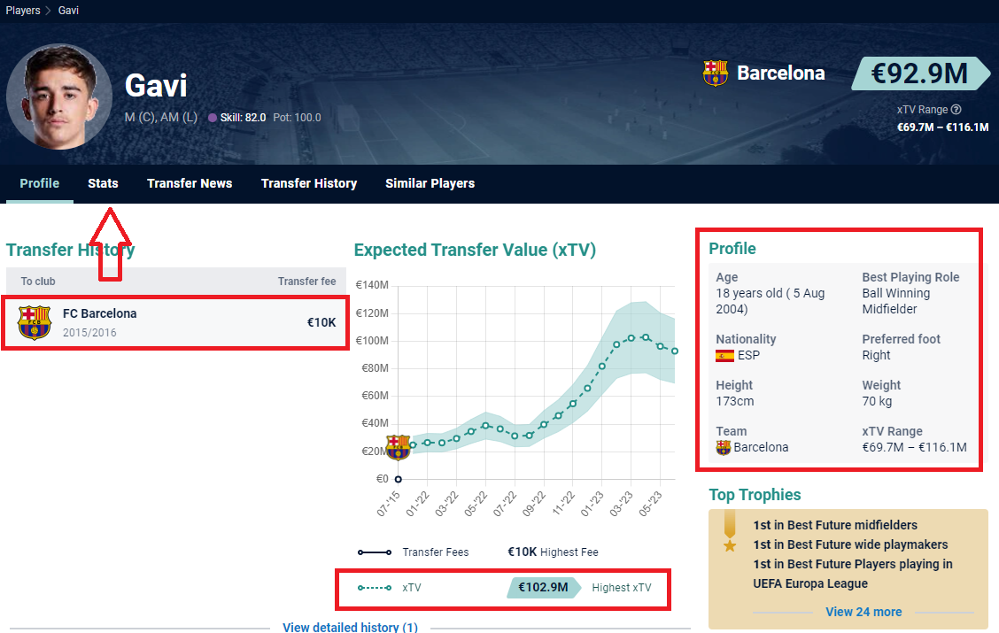 Players > Gavi
Gavi
M (C), AM (L) Skill: 82.0 Pot: 100.0
Barcelona
€92.9M
xTV Range ?
€69.7M – €116.1M
Profile Stats Transfer News Transfer History Similar Players
Transfer History
To club Transfer fee
FC Barcelona
2015/2016
€10K
Expected Transfer Value (xTV)
€140M
€120M
€100M
€80M
€60M
€40M
€20M
€0
07-'15 01-'22 03-'22 05-'22 07-'22 09-'22 11-'22 01-'23 03-'23 05-'23
Transfer Fees €10K Highest Fee
xTV €102.9M Highest xTV
View detailed history (1)
Profile
Age
18 years old ( 5 Aug
2004)
Best Playing Role
Ball Winning
Midfielder
Nationality
ESP
Preferred foot
Right
Height
173cm
Weight
70 kg
Team
Barcelona
xTV Range
€69.7M – €116.1M
Top Trophies
1st in Best Future midfielders
1st in Best Future wide playmakers
1st in Best Future Players playing in
UEFA Europa League
View 24 more